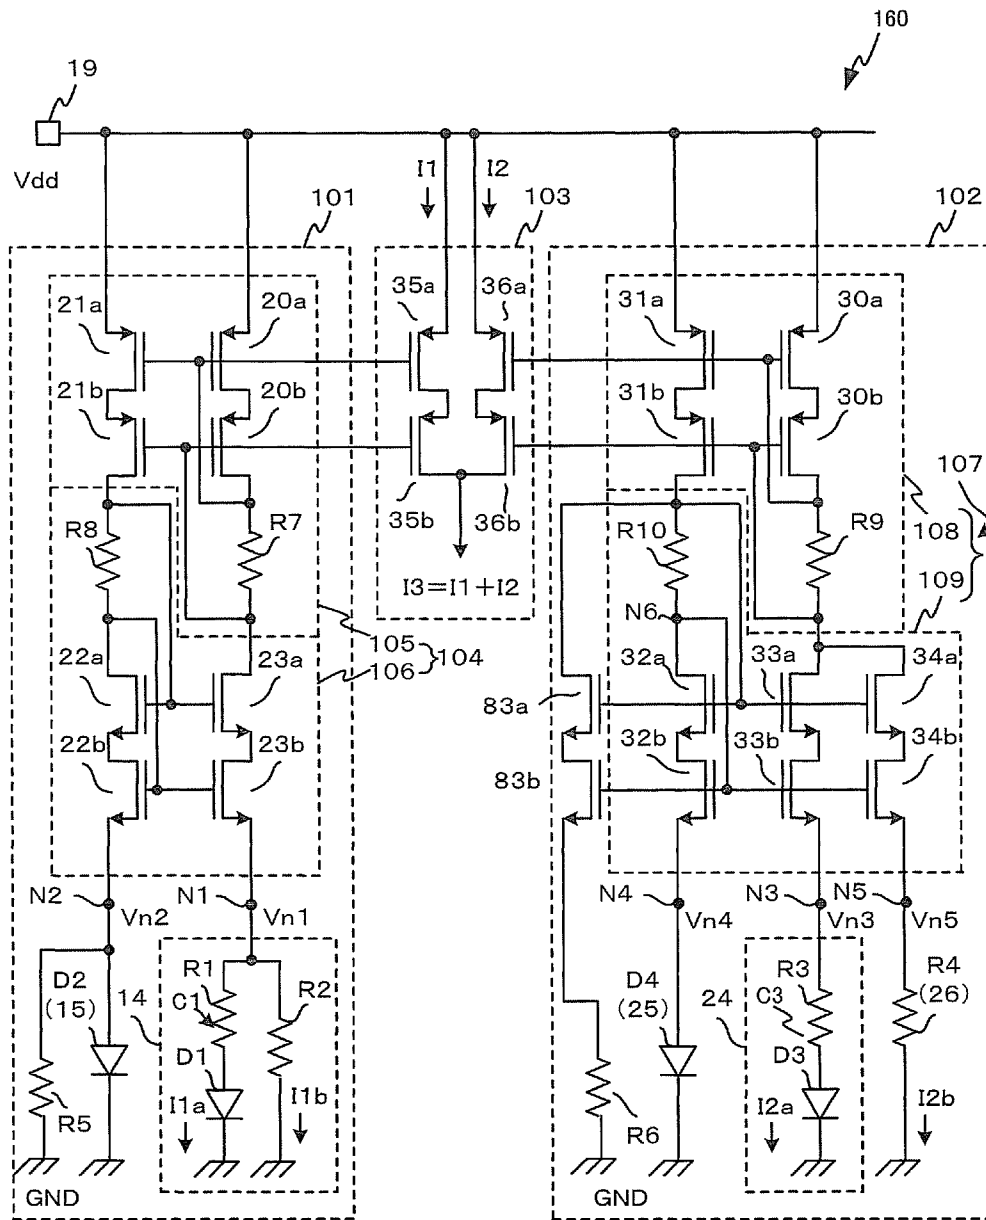 160
19
Vdd
I1 I2
101 103 102
35a 36a
21a 20a 31a 30a
21b 20b 31b 30b
35b 36b
107
R8 R7 R10 R9
108
I3=I1+I2
109
N6
105
106 104
22a 23a 83a 32a 33a 34a
22b 23b 83b 32b 33b 34b
N2 N1 N4 N3 N5
Vn2 Vn1 Vn4 Vn3 Vn5
D2 14 R1 R2 D4 24 R3 R4
(15) C1 (25) C3 (26)
D1 D3
R5 I1a I1b R6 I2a I2b
GND GND